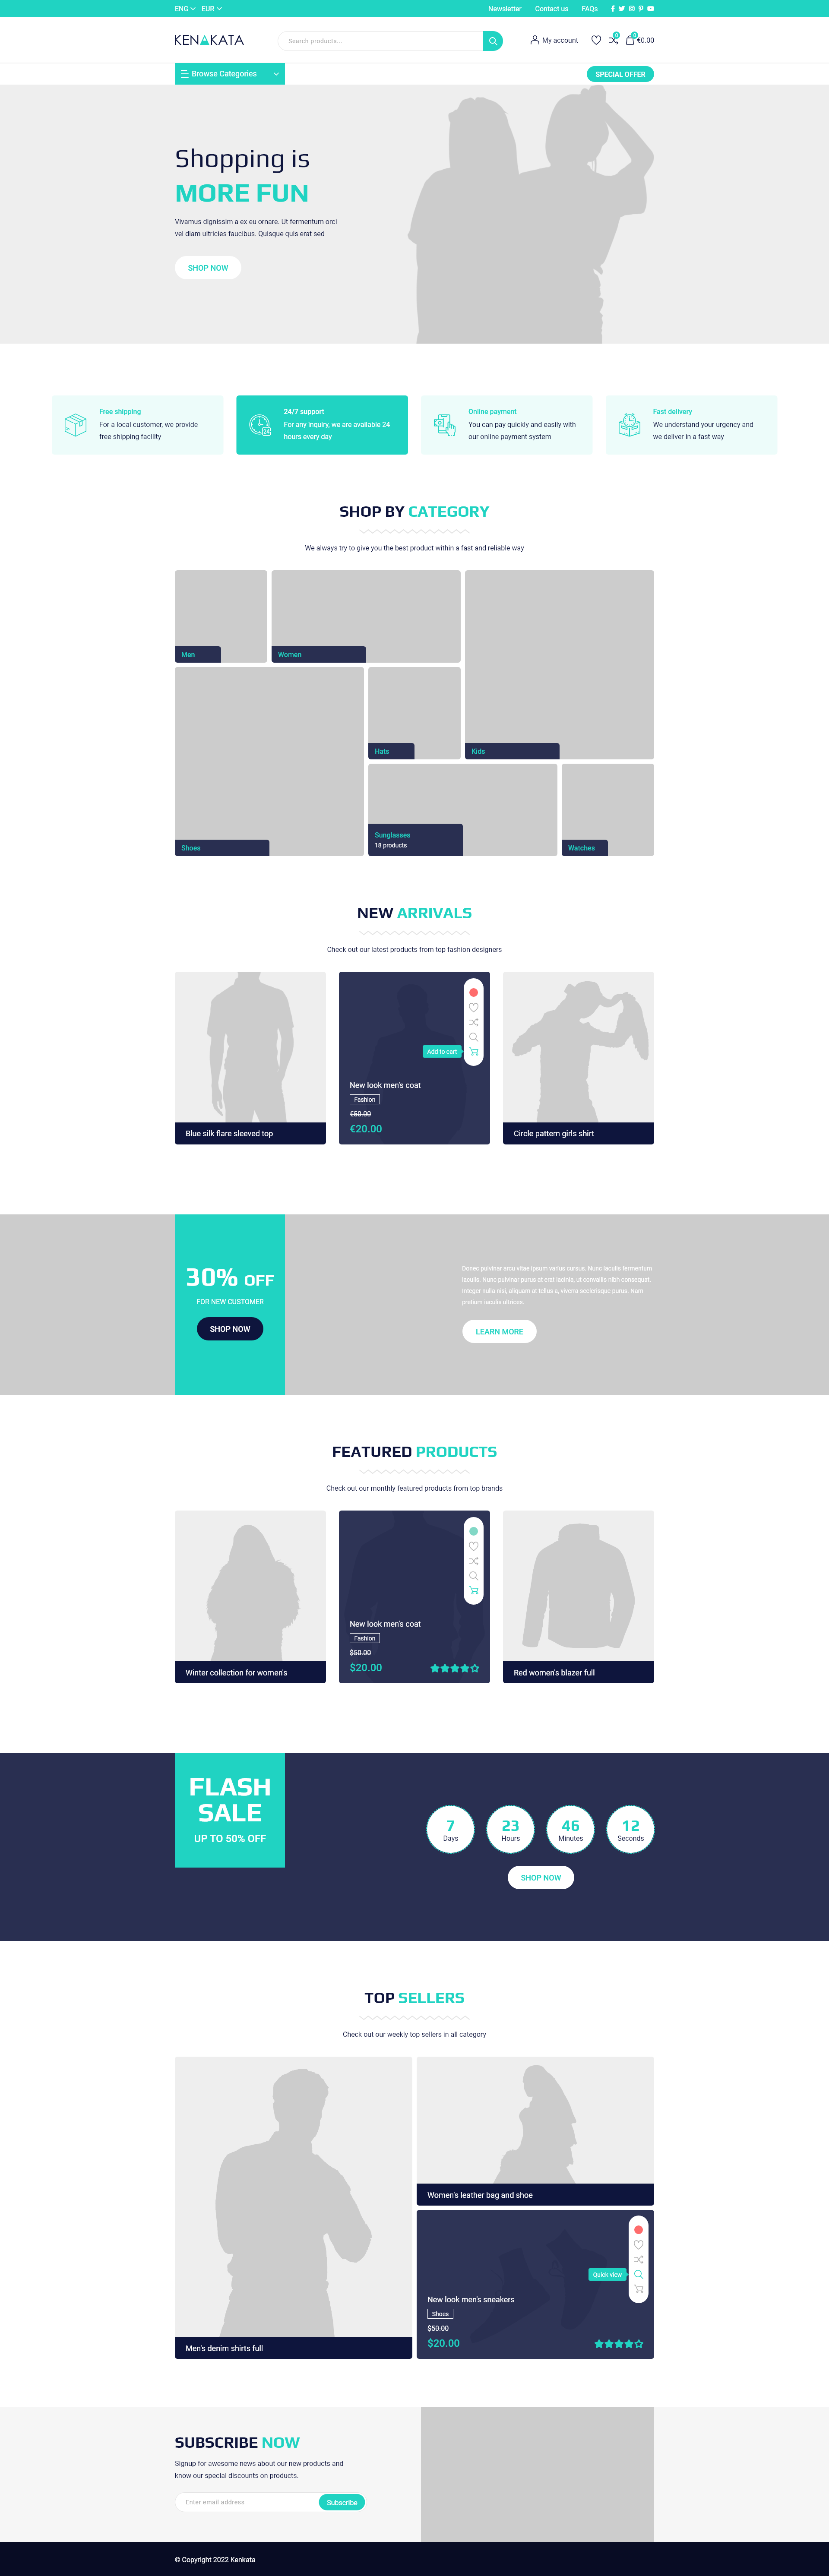 ENG EUR Newsletter Contact us FAQs
KENAKATA Search products... My account 0 0 €0.00
Browse Categories SPECIAL OFFER
Shopping is
MORE FUN
Vivamus dignissim a ex eu ornare. Ut fermentum orci
vel diam ultricies faucibus. Quisque quis erat sed
SHOP NOW
Free shipping
For a local customer, we provide
free shipping facility
24/7 support
For any inquiry, we are available 24
hours every day
Online payment
You can pay quickly and easily with
our online payment system
Fast delivery
We understand your urgency and
we deliver in a fast way
SHOP BY CATEGORY
We always try to give you the best product within a fast and reliable way
Men
Women
Hats
Kids
Shoes
Sunglasses
18 products
Watches
NEW ARRIVALS
Check out our latest products from top fashion designers
Blue silk flare sleeved top
Add to cart
New look men's coat
Fashion
€50.00
€20.00
Circle pattern girls shirt
30% OFF
FOR NEW CUSTOMER
SHOP NOW
Donec pulvinar arcu vitae ipsum varius cursus. Nunc iaculis fermentum
iaculis. Nunc pulvinar purus at erat lacinia, ut convallis nibh consequat.
Integer nulla nisi, aliquam at tellus a, viverra scelerisque purus. Nam
pretium iaculis ultrices.
LEARN MORE
FEATURED PRODUCTS
Check out our monthly featured products from top brands
Winter collection for women's
New look men's coat
Fashion
$50.00
$20.00
Red women's blazer full
FLASH
SALE
UP TO 50% OFF
7 23 46 12
Days Hours Minutes Seconds
SHOP NOW
TOP SELLERS
Check out our weekly top sellers in all category
Men's denim shirts full
Women's leather bag and shoe
Quick view
New look men's sneakers
Shoes
$50.00
$20.00
SUBSCRIBE NOW
Signup for awesome news about our new products and
know our special discounts on products.
Enter email address Subscribe
© Copyright 2022 Kenkata